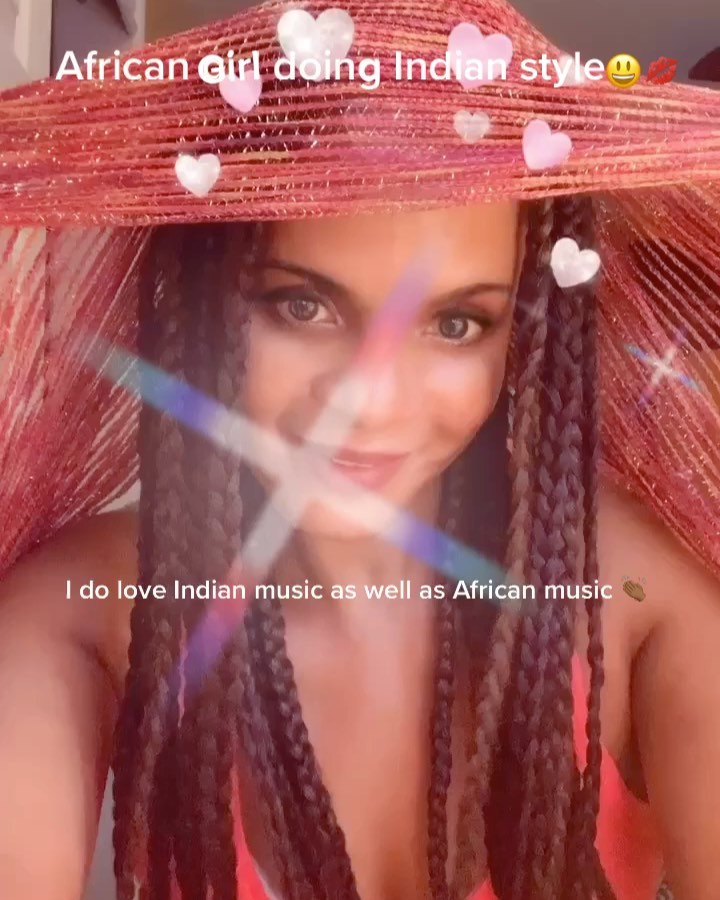 African Girl doing Indian style😃💋
I do love Indian music as well as African music 👏🏾